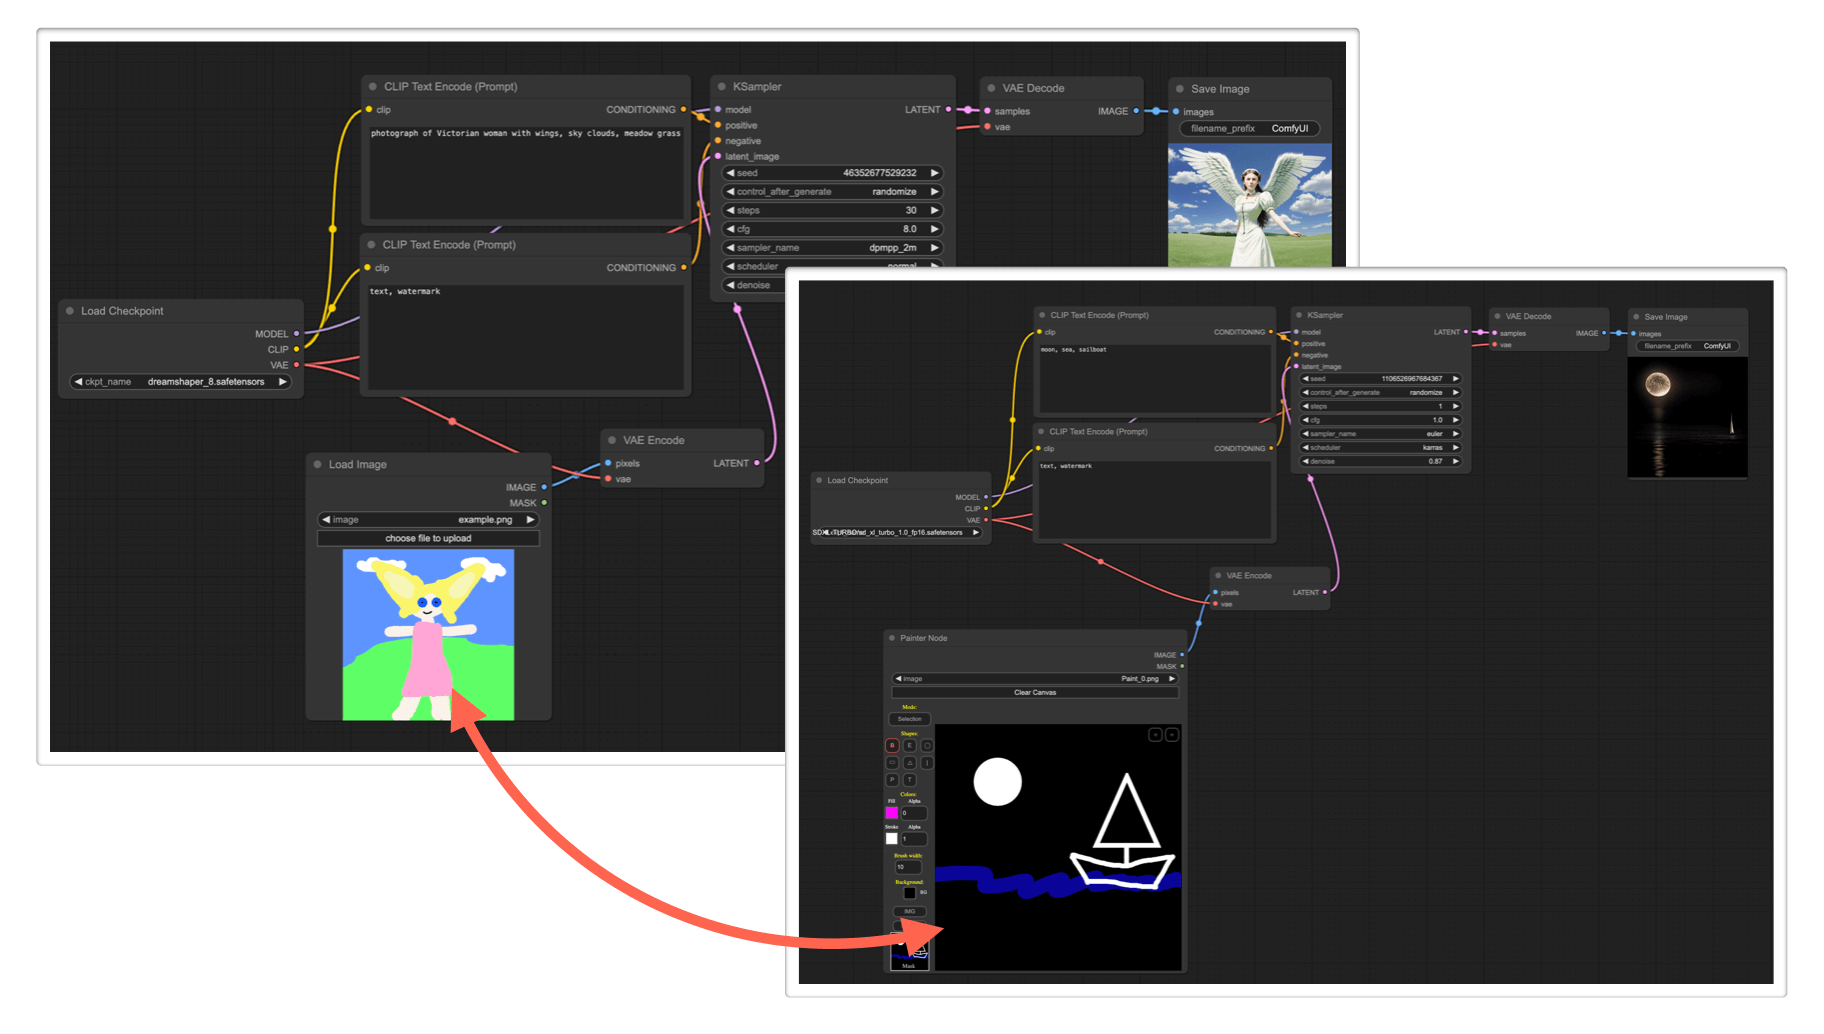 CLIP Text Encode (Prompt)
clip
CONDITIONING
photograph of Victorian woman with wings, sky clouds, meadow grass
CLIP Text Encode (Prompt)
clip
CONDITIONING
text, watermark
Load Checkpoint
MODEL
CLIP
VAE
ckpt_name dreamshaper_8.safetensors
KSampler
model LATENT
positive
negative
latent_image
seed 46352677529232
control_after_generate randomize
steps 30
cfg 8.0
sampler_name dpmpp_2m
scheduler normal
denoise
VAE Decode
samples IMAGE
vae
Save Image
images
filename_prefix ComfyUI
Load Image
IMAGE
MASK
image example.png
choose file to upload
VAE Encode
pixels LATENT
vae
CLIP Text Encode (Prompt)
clip
CONDITIONING
moon, sea, sailboat
CLIP Text Encode (Prompt)
clip
CONDITIONING
text, watermark
Load Checkpoint
MODEL
CLIP
VAE
sd_xl_turbo_1.0_fp16.safetensors
KSampler
model LATENT
positive
negative
latent_image
seed 1106526967684367
control_after_generate randomize
steps 1
cfg 1.0
sampler_name euler
scheduler karras
denoise 0.87
VAE Decode
samples IMAGE
vae
Save Image
images
filename_prefix ComfyUI
VAE Encode
pixels LATENT
vae
Painter Node
IMAGE
MASK
image Paint_0.png
Clear Canvas
Mode:
Selection
Shapes:
B E
P T
Colors:
Fill Alpha
0
Stroke Alpha
1
Brush width:
10
Background:
BG
IMG
Mask